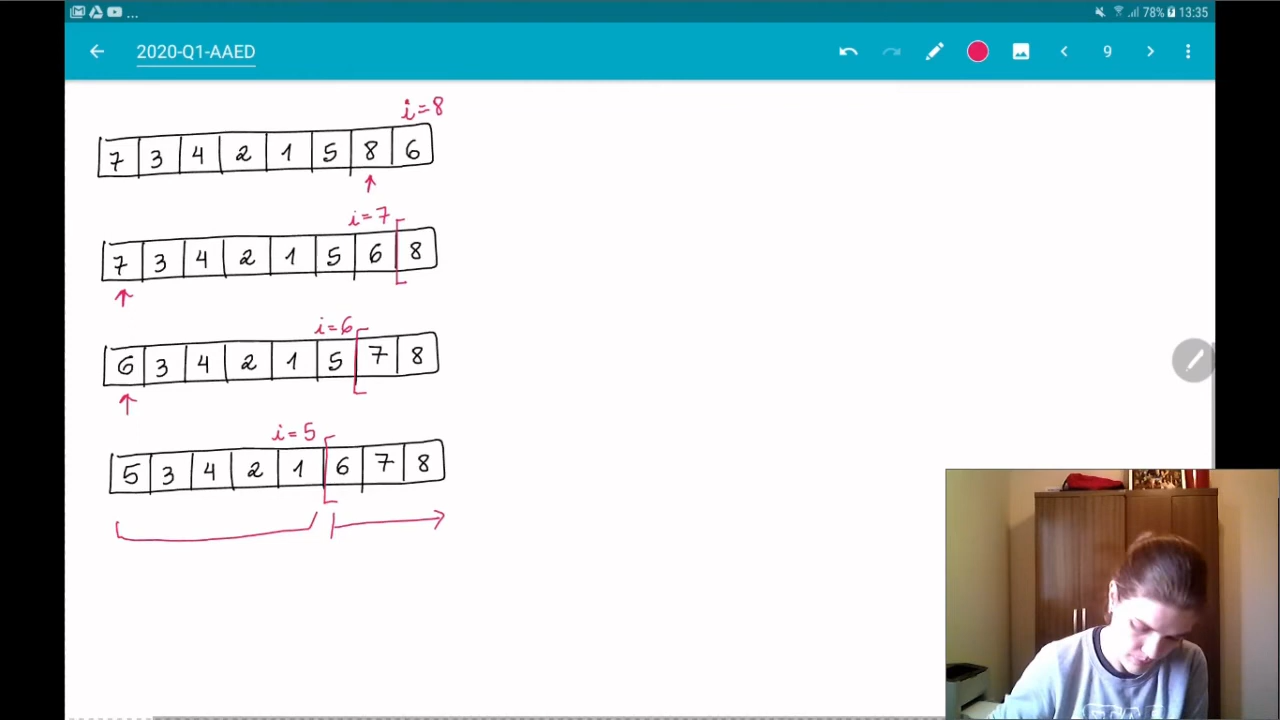 ... 78% 13:35
2020-Q1-AAED 9
i=8
7 3 4 2 1 5 8 6
i=7
7 3 4 2 1 5 6 8
i=6
6 3 4 2 1 5 7 8
i=5
5 3 4 2 1 6 7 8